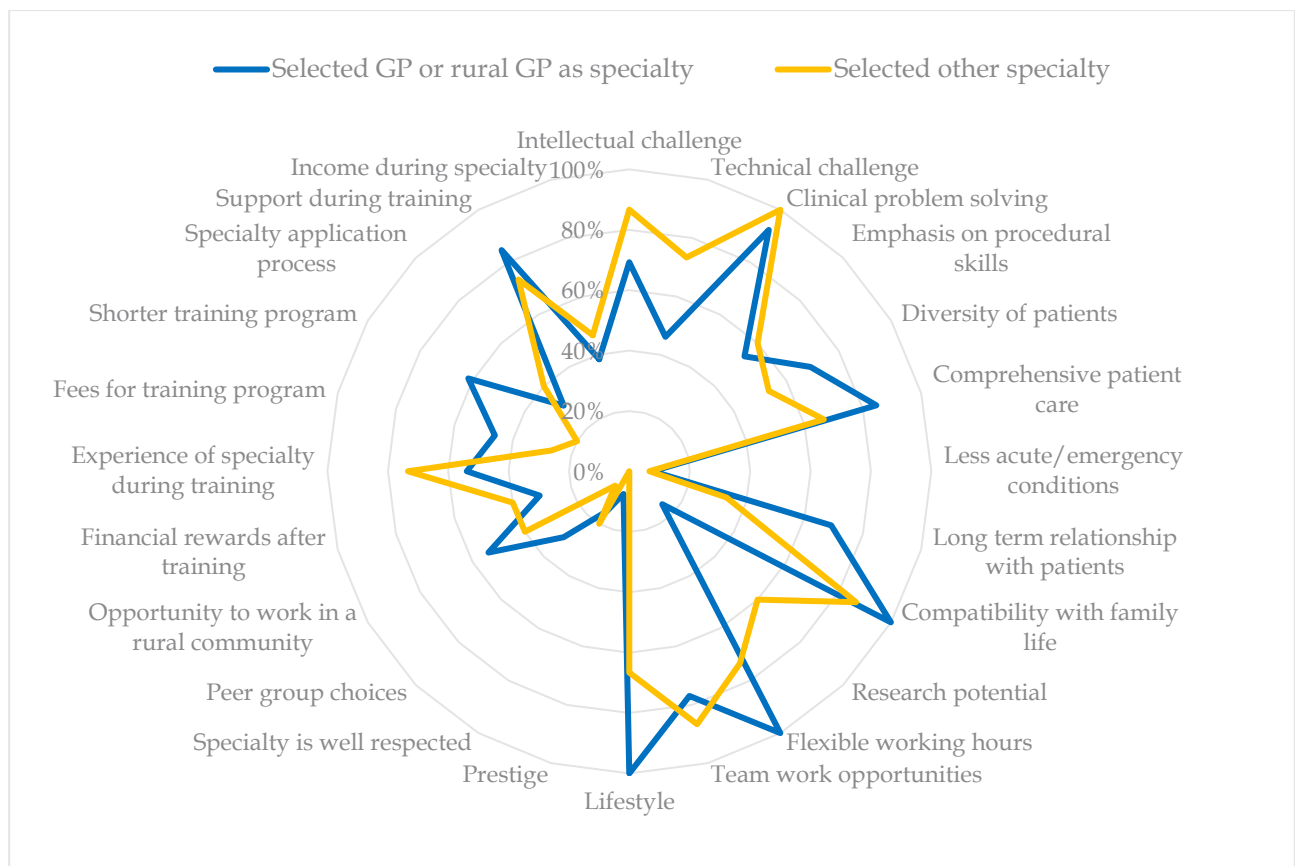 Selected GP or rural GP as specialty
Selected other specialty
Intellectual challenge
Technical challenge
Clinical problem solving
Emphasis on procedural
skills
Diversity of patients
Comprehensive patient
care
Less acute/emergency
conditions
Long term relationship
with patients
Compatibility with family
life
Research potential
Flexible working hours
Team work opportunities
Lifestyle
Prestige
Specialty is well respected
Peer group choices
Opportunity to work in a
rural community
Financial rewards after
training
Experience of specialty
during training
Fees for training program
Shorter training program
Specialty application
process
Support during training
Income during specialty
100%
80%
60%
40%
20%
0%